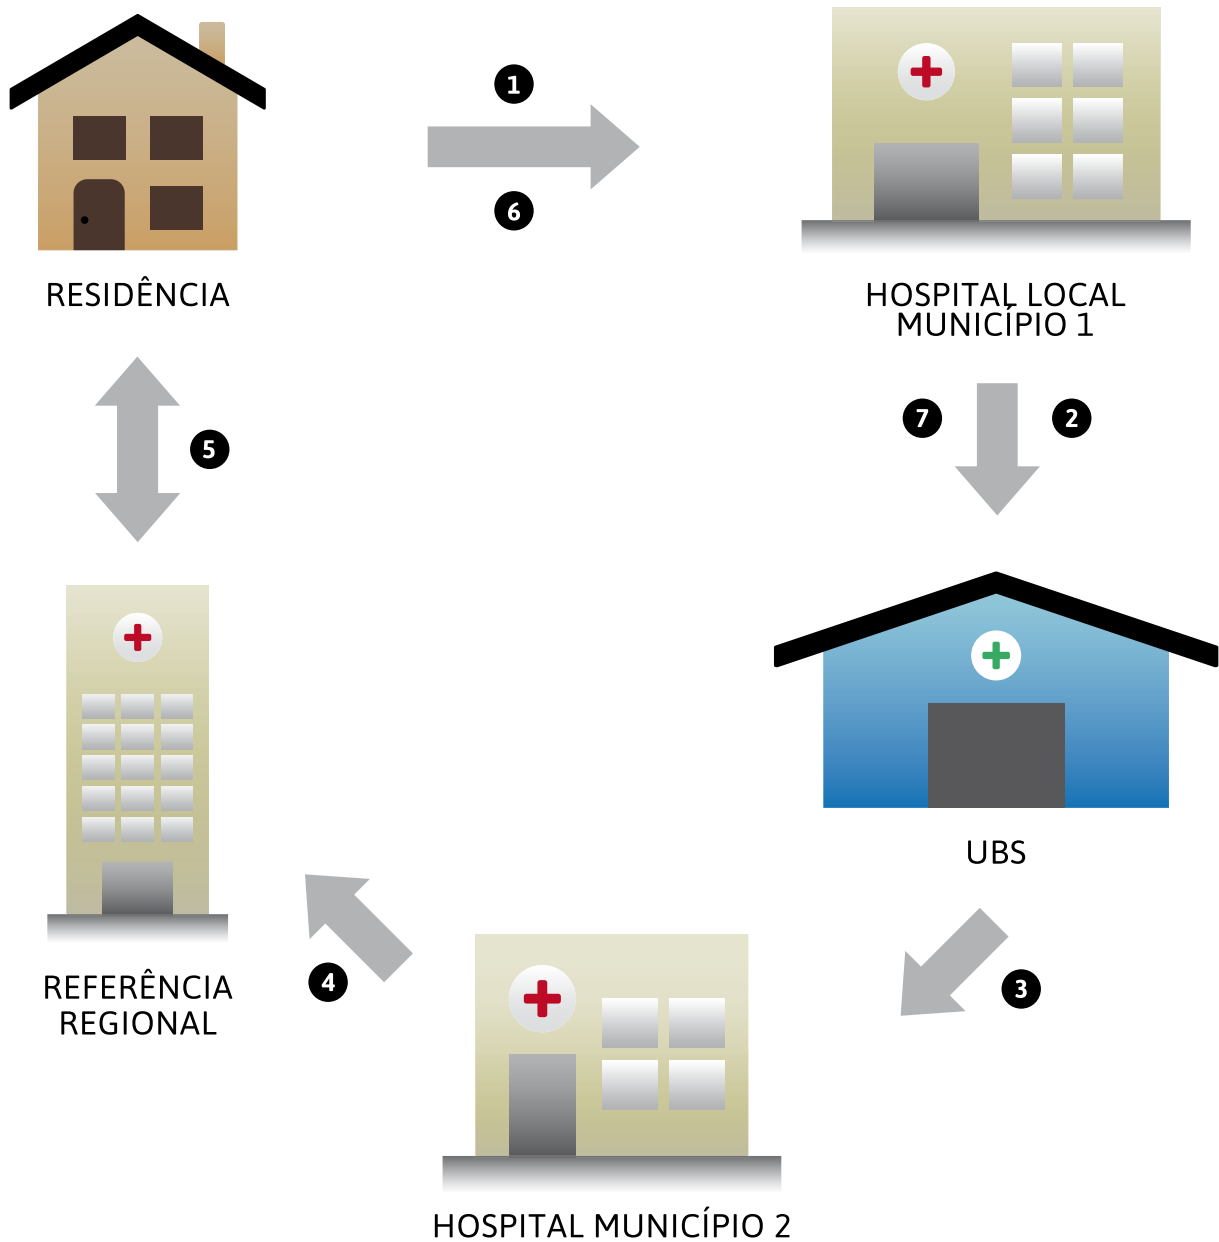 1
6
RESIDÊNCIA
HOSPITAL LOCAL
MUNICÍPIO 1
7
2
5
UBS
REFERÊNCIA
REGIONAL
4
3
HOSPITAL MUNICÍPIO 2